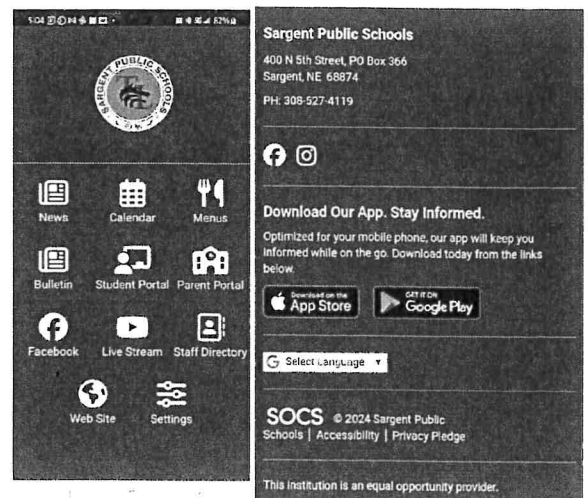 5:04
82%
SARGENT PUBLIC SCHOOLS
News Calendar Menus
Bulletin Student Portal Parent Portal
Facebook Live Stream Staff Directory
Web Site Settings
Sargent Public Schools
400 N 5th Street, PO Box 366
Sargent, NE 68874
PH: 308-527-4119
Download Our App. Stay Informed.
Optimized for your mobile phone, our app will keep you
informed while on the go. Download today from the links
below.
Download on the
App Store
GET IT ON
Google Play
G Select Language ▼
SOCS © 2024 Sargent Public
Schools | Accessibility | Privacy Pledge
This institution is an equal opportunity provider.